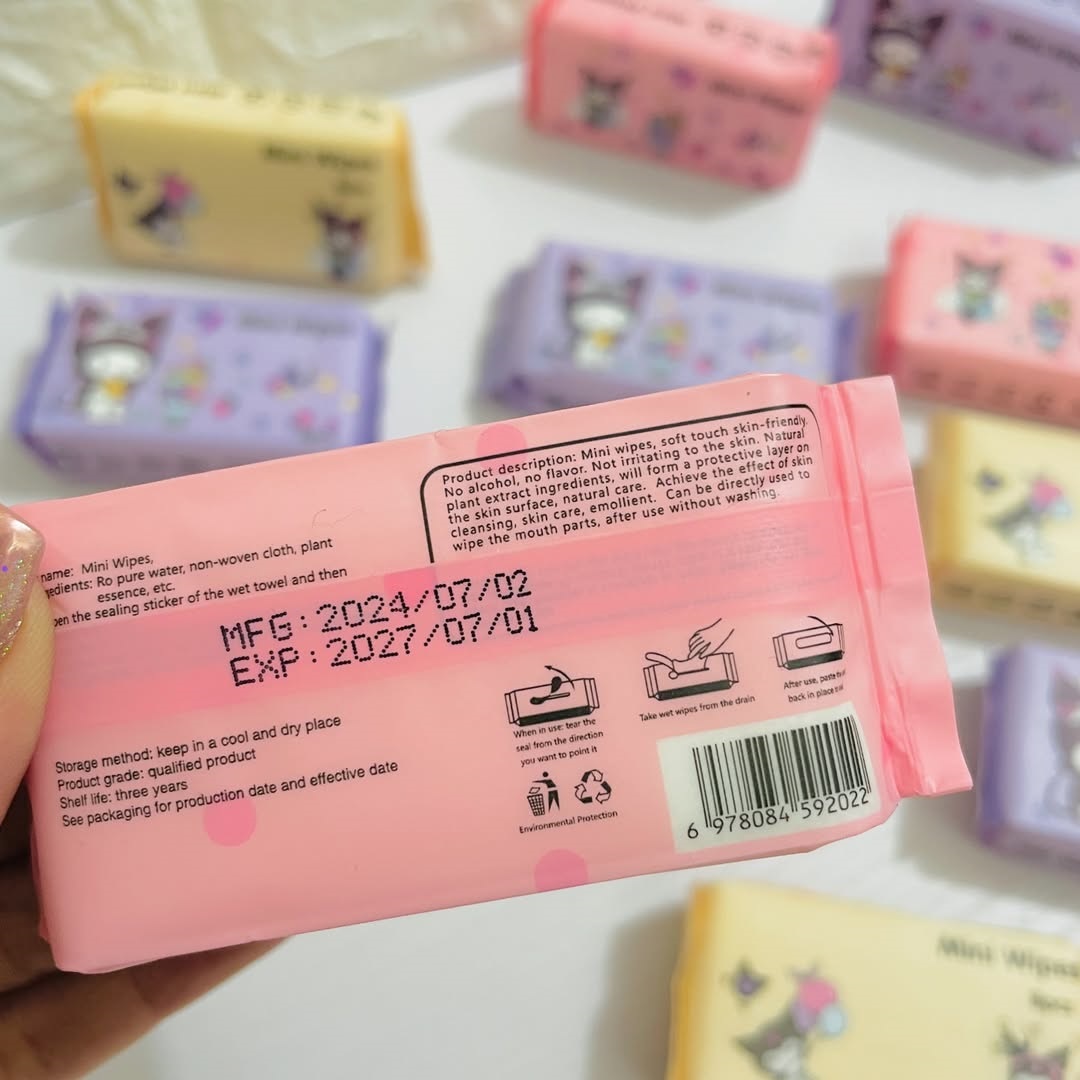 Mini Wipes
Product description: Mini wipes, soft touch skin-friendly.
No alcohol, no flavor. Not irritating to the skin. Natural
plant extract ingredients, will form a protective layer on
the skin surface, natural care. Achieve the effect of skin
cleansing, skin care, emollient. Can be directly used to
wipe the mouth parts, after use without washing.
name: Mini Wipes,
edients: Ro pure water, non-woven cloth, plant
essence, etc.
pen the sealing sticker of the wet towel and then
MFG:2024/07/02
EXP:2027/07/01
Storage method: keep in a cool and dry place
Product grade: qualified product
Shelf life: three years
See packaging for production date and effective date
When in use: tear the
seal from the direction
you want to point it
Take wet wipes from the drain
After use, paste
back in place
Environmental Protection
6 978084 592022
Mini Wipes